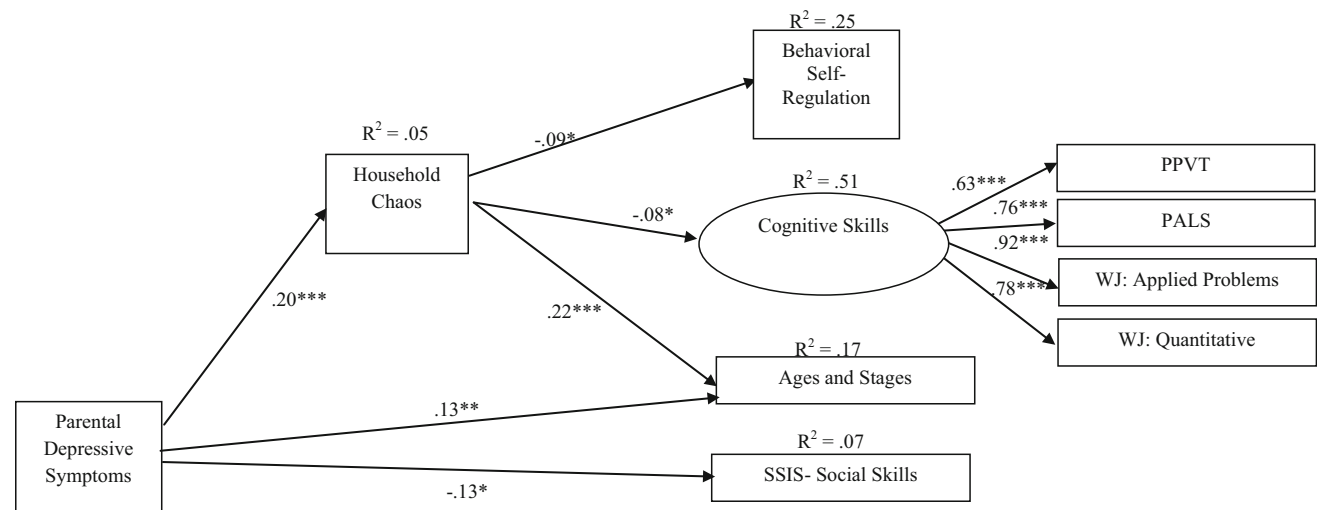 R² = .25
Behavioral
Self-
Regulation
R² = .05
Household
Chaos
-.09*
R² = .51
Cognitive Skills
-.08*
.63***
PPVT
.76***
PALS
.92***
WJ: Applied Problems
.78***
WJ: Quantitative
.20***
.22***
R² = .17
Ages and Stages
Parental
Depressive
Symptoms
.13**
R² = .07
SSIS- Social Skills
-.13*